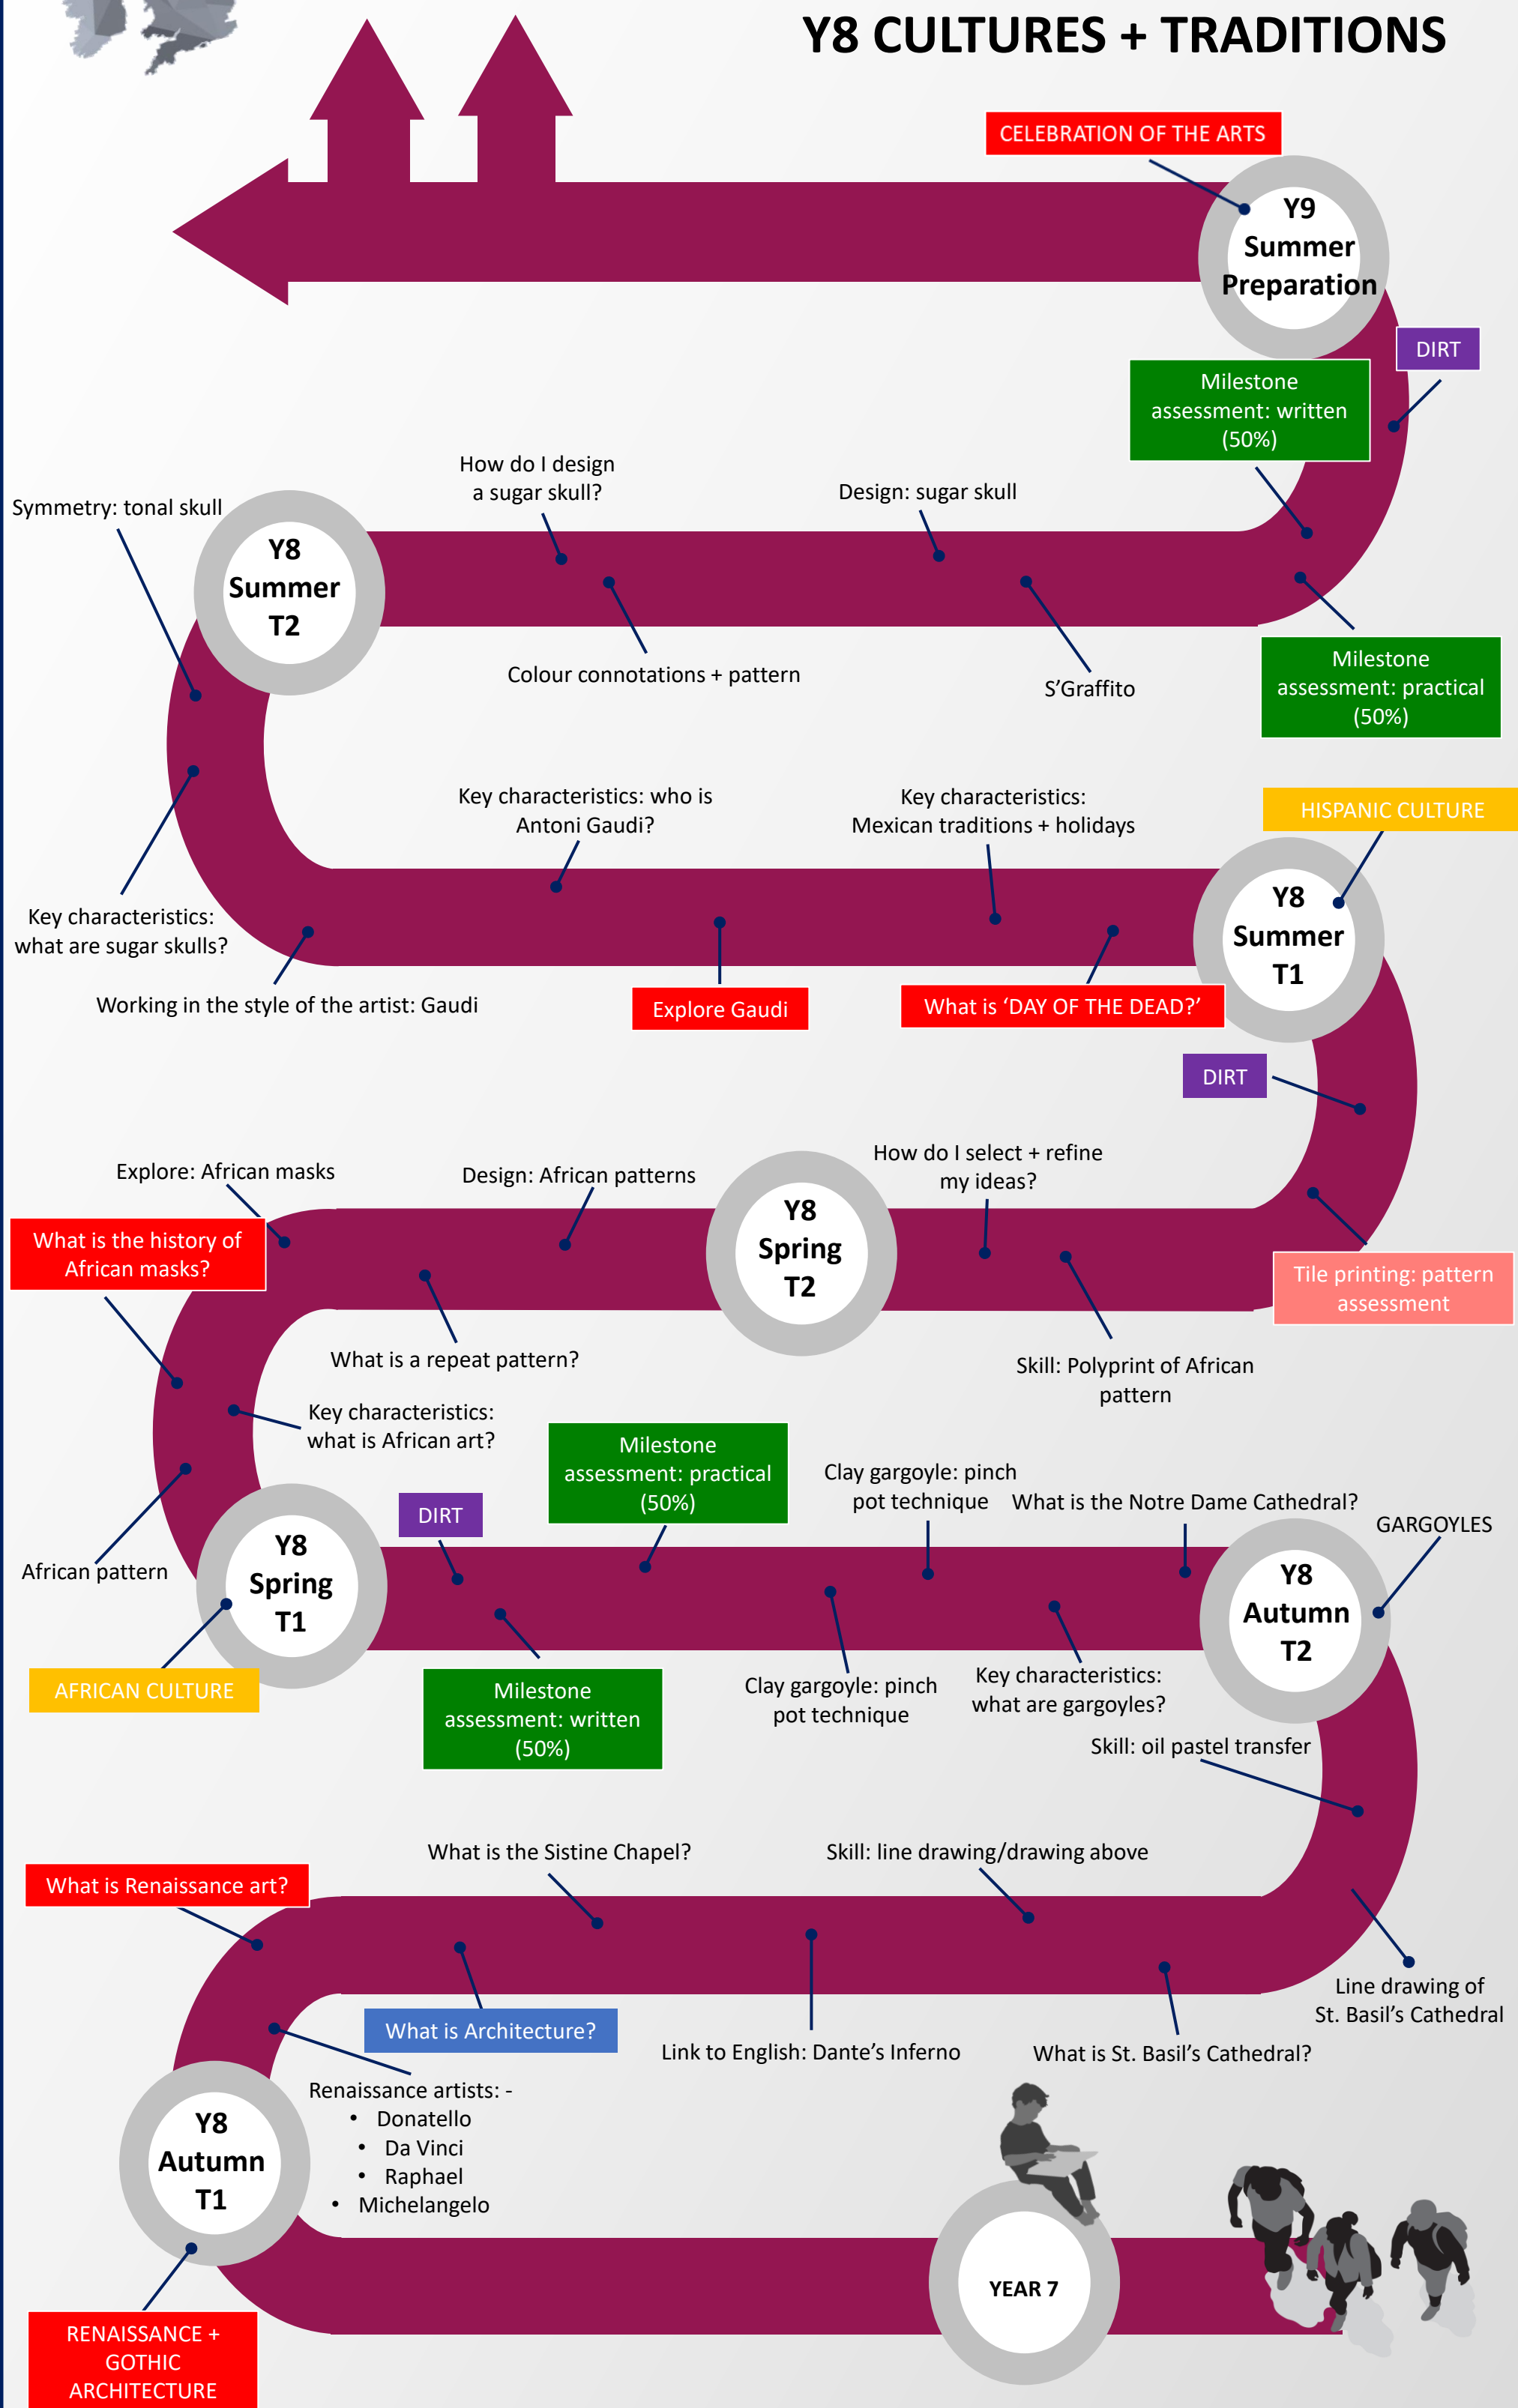 Y8 CULTURES + TRADITIONS
CELEBRATION OF THE ARTS
Y9
Summer
Preparation
DIRT
Milestone
assessment: written
(50%)
How do I design
a sugar skull?
Design: sugar skull
Symmetry: tonal skull
Y8
Summer
T2
Colour connotations + pattern
S'Graffito
Milestone
assessment: practical
(50%)
Key characteristics: who is
Antoni Gaudi?
Key characteristics:
Mexican traditions + holidays
HISPANIC CULTURE
Y8
Summer
T1
Key characteristics:
what are sugar skulls?
Working in the style of the artist: Gaudi
Explore Gaudi
What is ‘DAY OF THE DEAD?’
DIRT
Explore: African masks
Design: African patterns
How do I select + refine
my ideas?
What is the history of
African masks?
Y8
Spring
T2
Tile printing: pattern
assessment
What is a repeat pattern?
Skill: Polyprint of African
pattern
Key characteristics:
what is African art?
Milestone
assessment: practical
(50%)
Clay gargoyle: pinch
pot technique
What is the Notre Dame Cathedral?
DIRT
GARGOYLES
African pattern
Y8
Spring
T1
Y8
Autumn
T2
AFRICAN CULTURE
Milestone
assessment: written
(50%)
Clay gargoyle: pinch
pot technique
Key characteristics:
what are gargoyles?
Skill: oil pastel transfer
What is the Sistine Chapel?
Skill: line drawing/drawing above
What is Renaissance art?
Line drawing of
St. Basil's Cathedral
What is Architecture?
Link to English: Dante's Inferno
What is St. Basil's Cathedral?
Renaissance artists: -
• Donatello
• Da Vinci
• Raphael
• Michelangelo
Y8
Autumn
T1
YEAR 7
RENAISSANCE +
GOTHIC
ARCHITECTURE